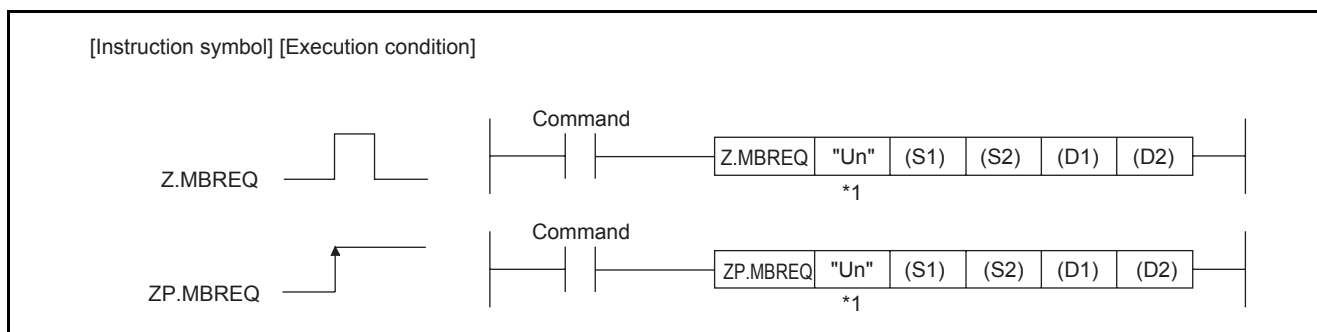 [Instruction symbol] [Execution condition]
Command
Z.MBREQ
Z.MBREQ "Un" (S1) (S2) (D1) (D2)
*1
Command
ZP.MBREQ
ZP.MBREQ "Un" (S1) (S2) (D1) (D2)
*1